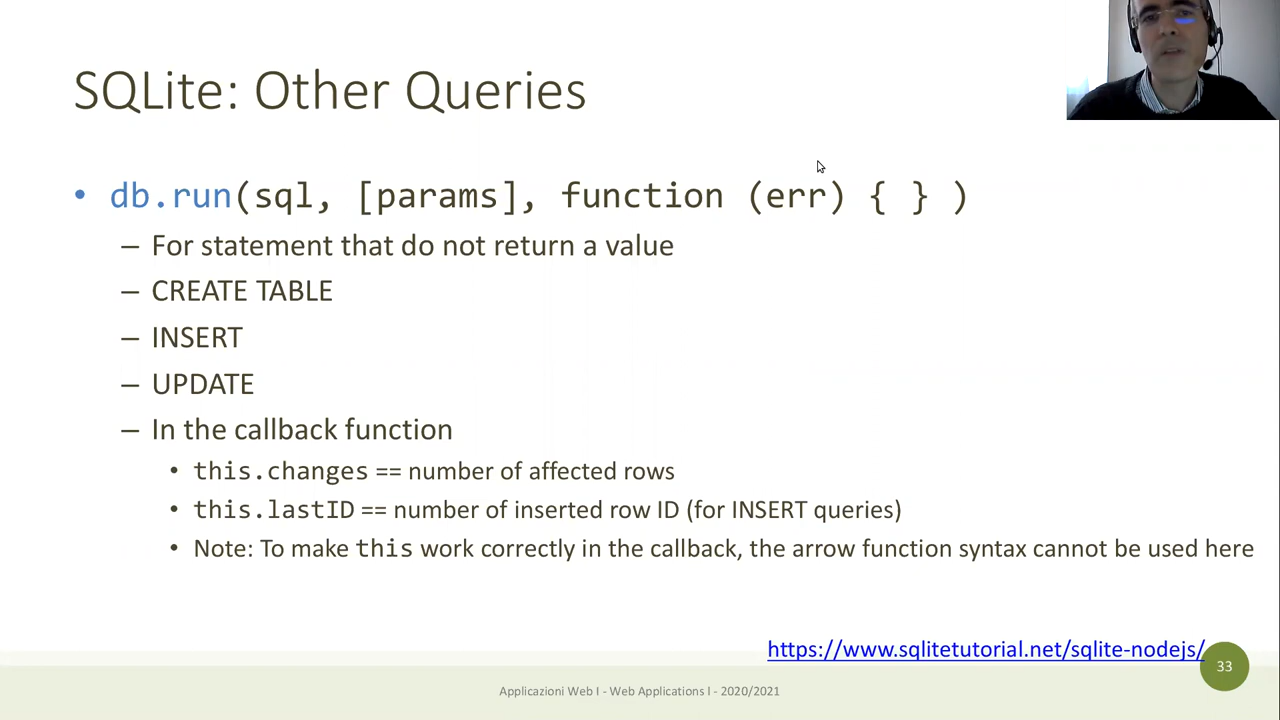 SQLite: Other Queries
• db.run(sql, [params], function (err) { } )
– For statement that do not return a value
– CREATE TABLE
– INSERT
– UPDATE
– In the callback function
• this.changes == number of affected rows
• this.lastID == number of inserted row ID (for INSERT queries)
• Note: To make this work correctly in the callback, the arrow function syntax cannot be used here
https://www.sqlitetutorial.net/sqlite-nodejs/
33
Applicazioni Web I - Web Applications I - 2020/2021